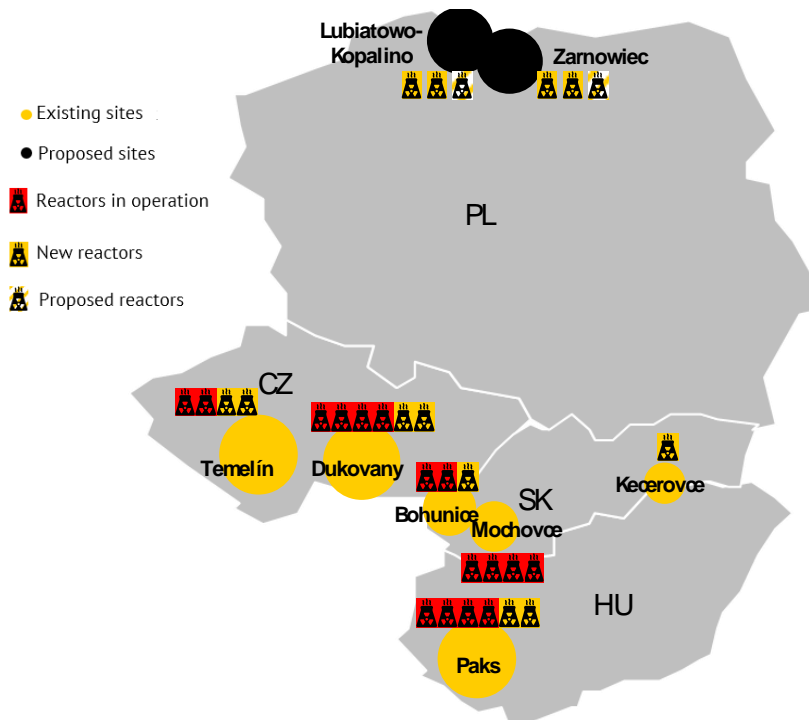 Lubiatowo-
Kopalino
Zarnowiec
Existing sites
Proposed sites
Reactors in operation
New reactors
Proposed reactors
PL
CZ
Temelín
Dukovany
Bohunice
SK
Mochovce
Kecerovce
HU
Paks